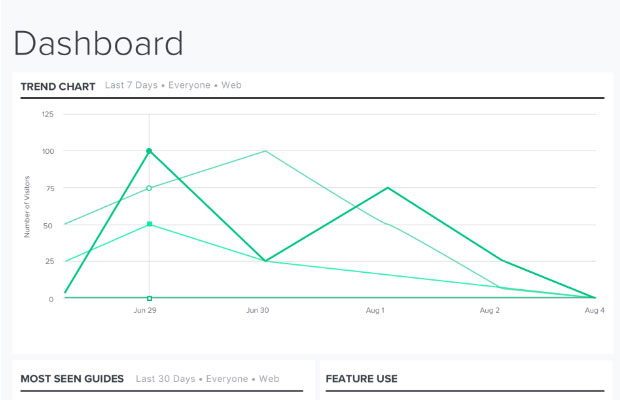 Dashboard
TREND CHART Last 7 Days • Everyone • Web
125
100
75
50
25
0
Number of Visitors
Jun 29 Jun 30 Aug 1 Aug 2 Aug 4
MOST SEEN GUIDES Last 30 Days • Everyone • Web
FEATURE USE